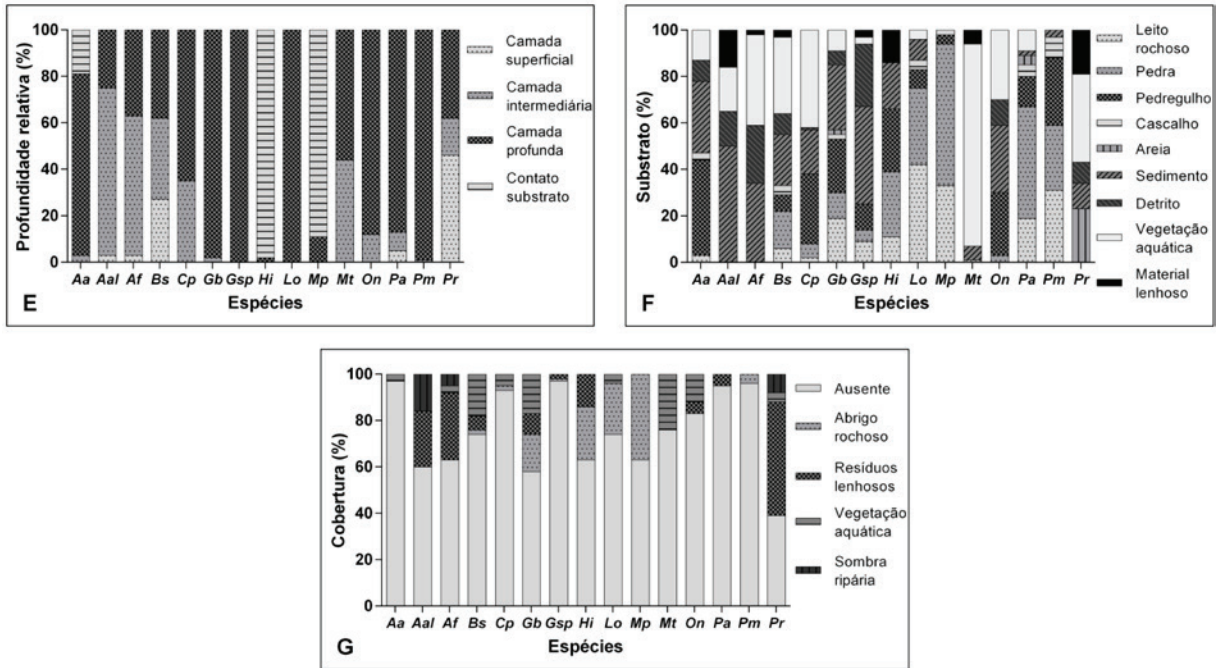 Profundidade relativa (%)
100
80
60
40
20
0
Aa Aal Af Bs Cp Gb Gsp Hi Lo Mp Mt On Pa Pm Pr
Espécies
E
Camada
superficial
Camada
intermediária
Camada
profunda
Contato
substrato
Substrato (%)
100
80
60
40
20
0
Aa Aal Af Bs Cp Gb Gsp Hi Lo Mp Mt On Pa Pm Pr
Espécies
F
Leito
rochoso
Pedra
Pedregulho
Cascalho
Areia
Sedimento
Detrito
Vegetação
aquática
Material
lenhoso
Cobertura (%)
100
80
60
40
20
0
Aa Aal Af Bs Cp Gb Gsp Hi Lo Mp Mt On Pa Pm Pr
Espécies
G
Ausente
Abrigo
rochoso
Resíduos
lenhosos
Vegetação
aquática
Sombra
ripária